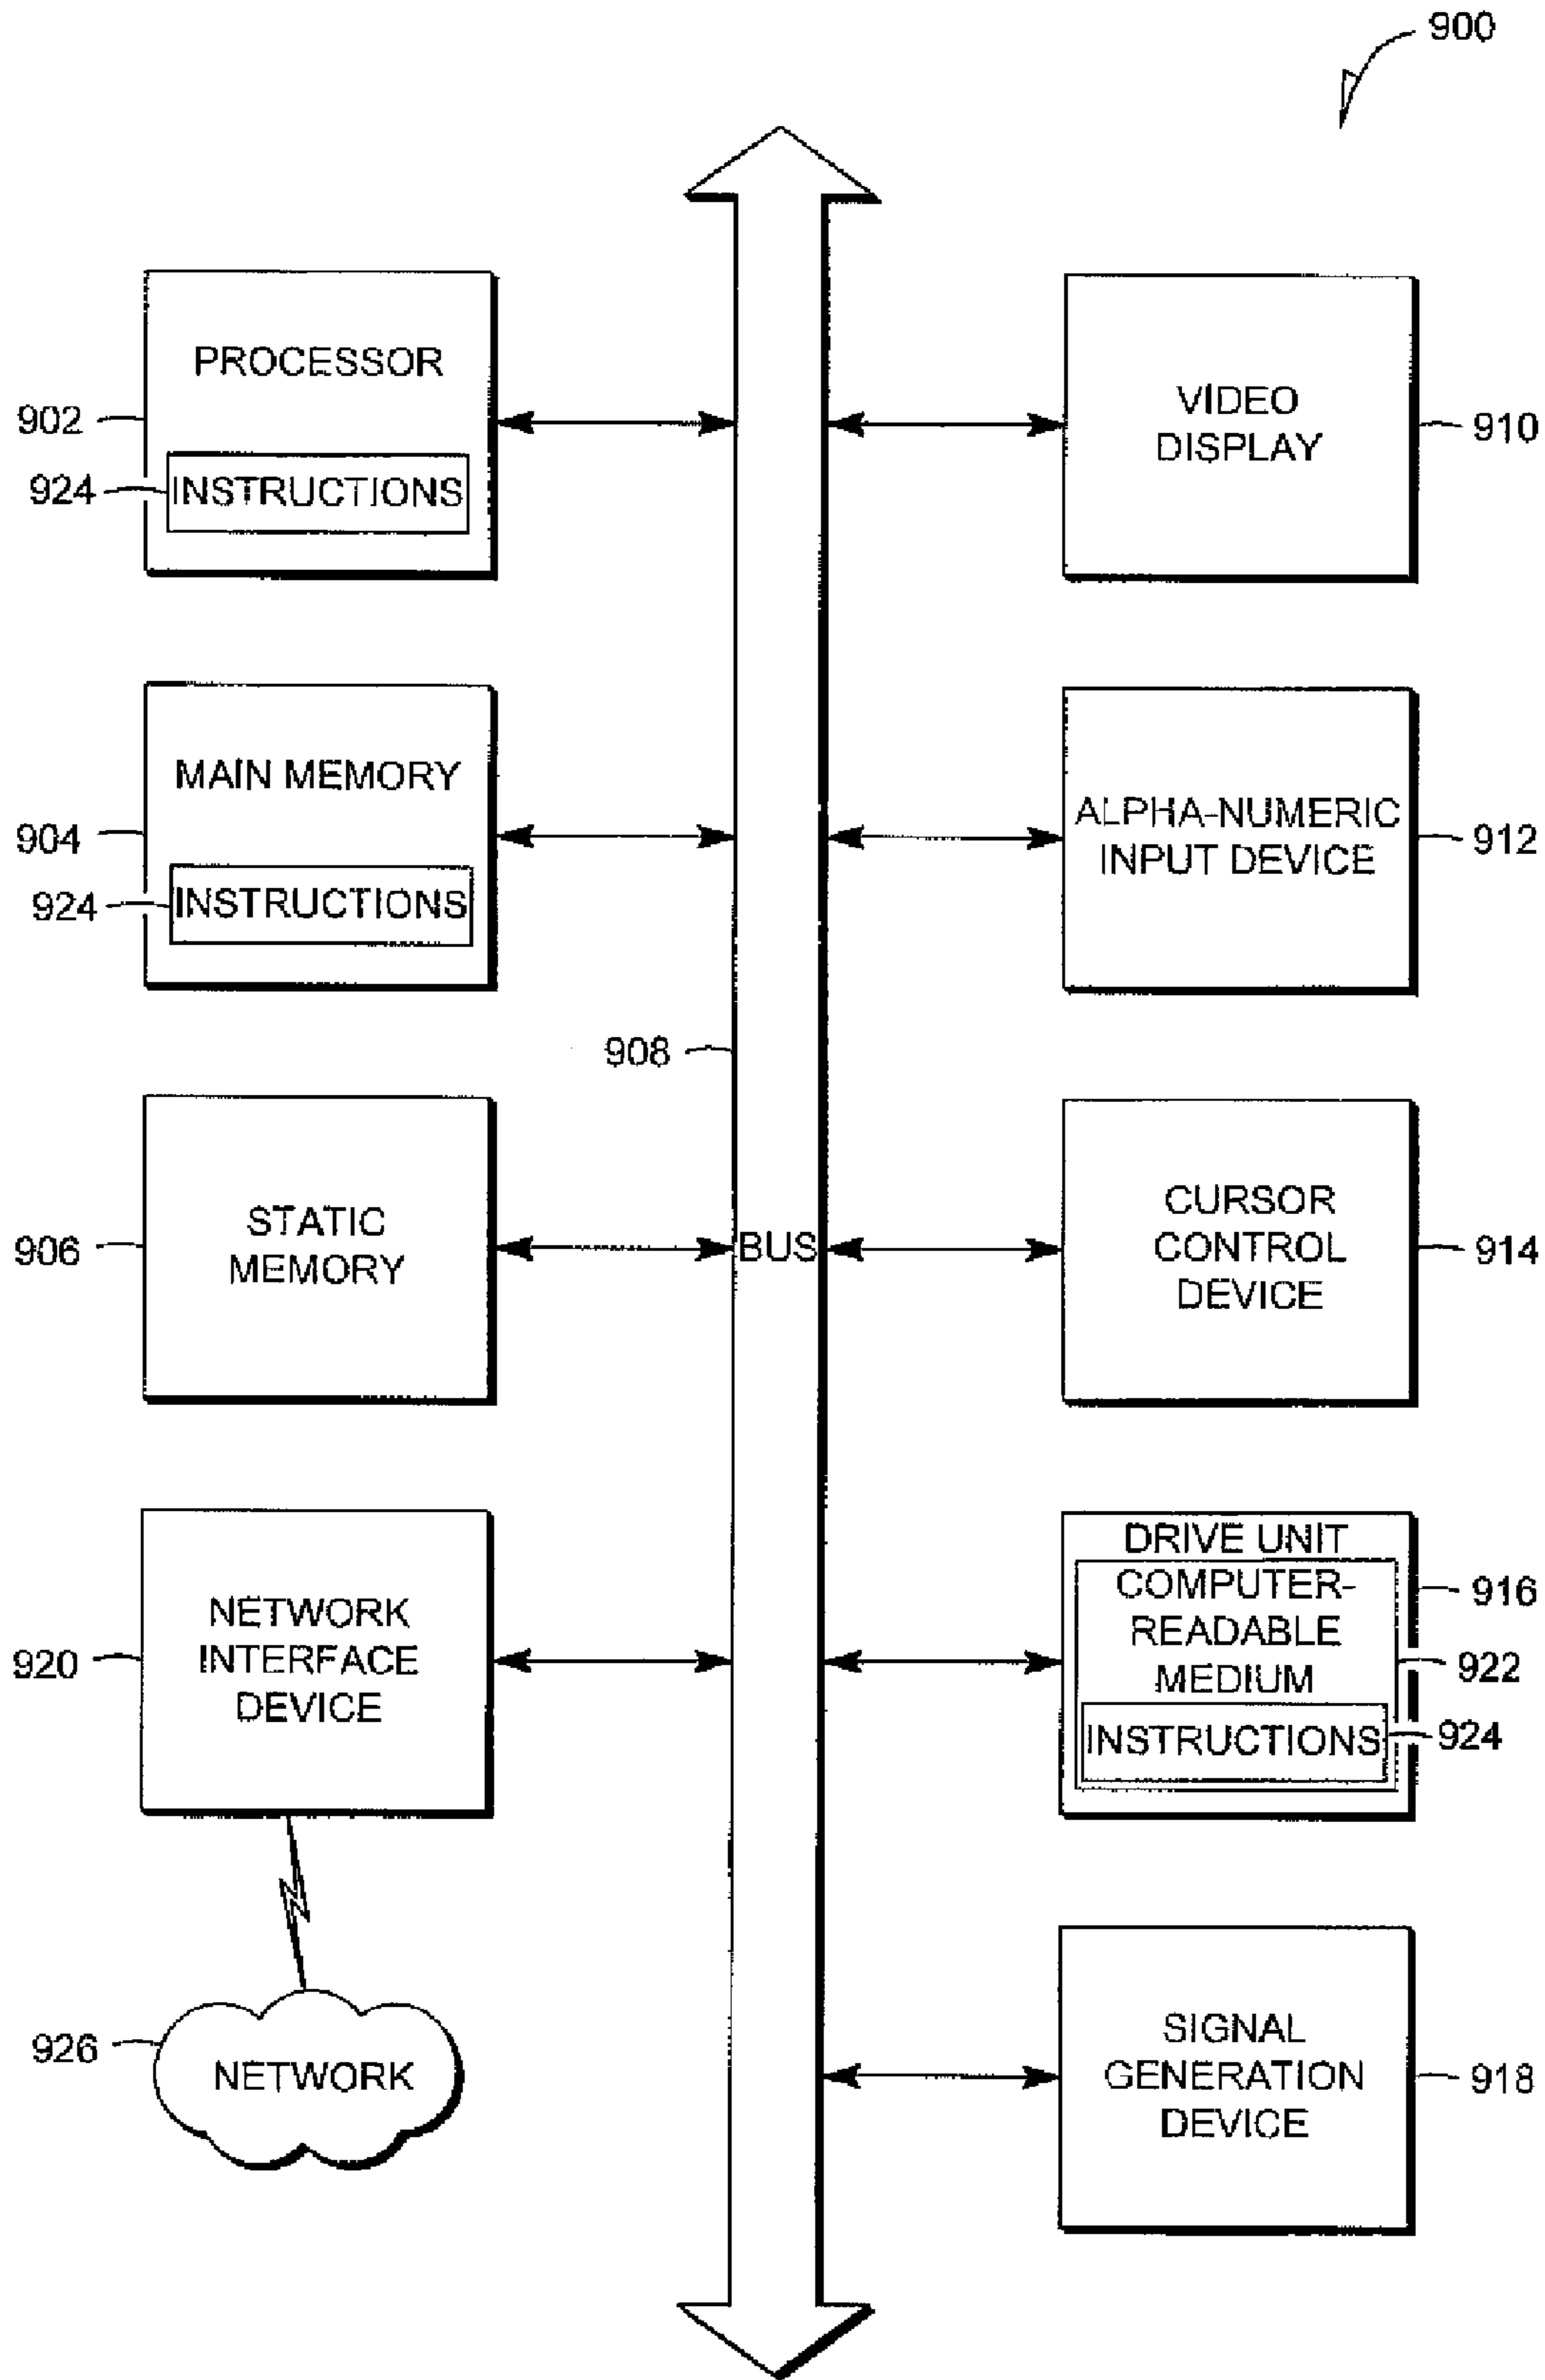 900
PROCESSOR
902
924
INSTRUCTIONS
VIDEO
DISPLAY
910
MAIN MEMORY
904
924
INSTRUCTIONS
ALPHA-NUMERIC
INPUT DEVICE
912
908
STATIC
MEMORY
906
BUS
CURSOR
CONTROL
DEVICE
914
NETWORK
INTERFACE
DEVICE
920
DRIVE UNIT
COMPUTER-
READABLE
MEDIUM
916
922
INSTRUCTIONS
924
926
NETWORK
SIGNAL
GENERATION
DEVICE
918